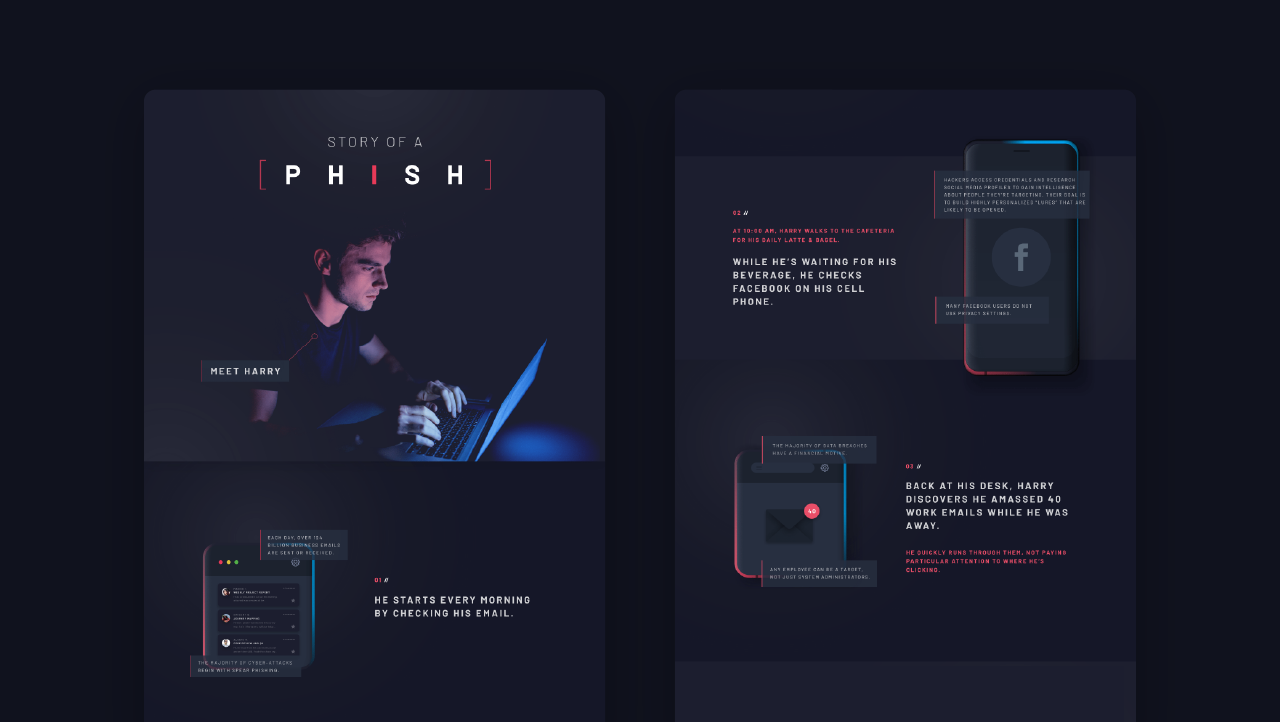 STORY OF A
[ P H I S H ]
MEET HARRY
EACH DAY, OVER 124
BILLION BUSINESS EMAILS
ARE SENT OR RECEIVED.
WEEKLY PROJECT REPORT
THE MAJORITY OF CYBER-ATTACKS
BEGIN WITH SPEAR PHISHING
01 //
HE STARTS EVERY MORNING
BY CHECKING HIS EMAIL.
02 //
AT 10:00 AM, HARRY WALKS TO THE CAFETERIA
FOR HIS DAILY LATTE & BAGEL.
WHILE HE'S WAITING FOR HIS
BEVERAGE, HE CHECKS
FACEBOOK ON HIS CELL
PHONE.
HACKERS ACCESS CREDENTIALS AND RESEARCH
SOCIAL MEDIA PROFILES TO GAIN INTELLIGENCE
ABOUT PEOPLE THEY'RE TARGETING. THEIR GOAL IS
TO BUILD HIGHLY PERSONALIZED "LURES" THAT ARE
LIKELY TO BE OPENED.
f
MANY FACEBOOK USERS DO NOT
USE PRIVACY SETTINGS.
THE MAJORITY OF DATA BREACHES
HAVE A FINANCIAL MOTIVE.
40
ANY EMPLOYEE CAN BE A TARGET,
NOT JUST SYSTEM ADMINISTRATORS.
03 //
BACK AT HIS DESK, HARRY
DISCOVERS HE AMASSED 40
WORK EMAILS WHILE HE WAS
AWAY.
HE QUICKLY RUNS THROUGH THEM, NOT PAYING
PARTICULAR ATTENTION TO WHERE HE'S
CLICKING.